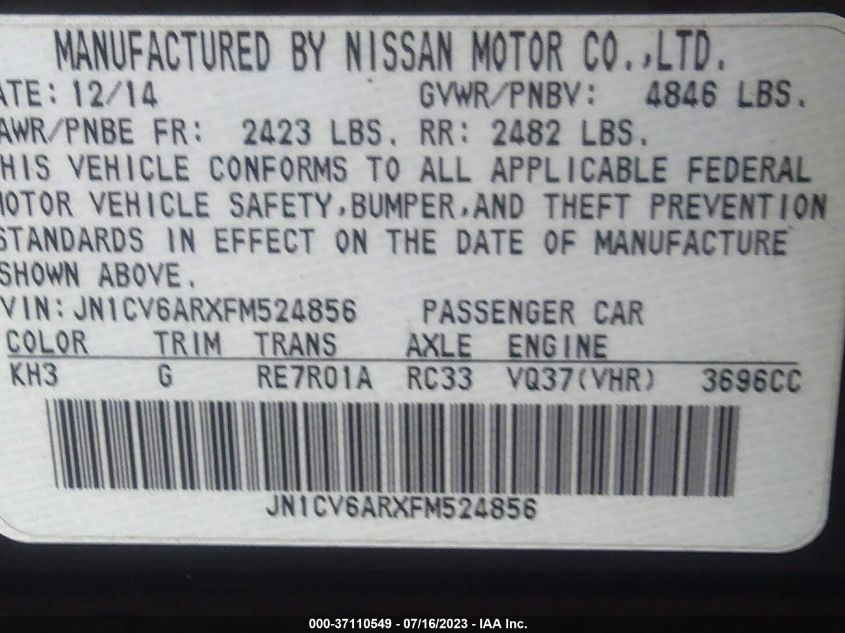 MANUFACTURED BY NISSAN MOTOR CO.,LTD.
ATE: 12/14 GVWR/PNBV: 4846 LBS.
AWR/PNBE FR: 2423 LBS. RR: 2482 LBS.
HIS VEHICLE CONFORMS TO ALL APPLICABLE FEDERAL
MOTOR VEHICLE SAFETY,BUMPER,AND THEFT PREVENTION
STANDARDS IN EFFECT ON THE DATE OF MANUFACTURE
SHOWN ABOVE.
VIN: JN1CV6ARXFM524856 PASSENGER CAR
COLOR TRIM TRANS AXLE ENGINE
KH3 G RE7R01A RC33 VQ37(VHR) 3696CC
JN1CV6ARXFM524856
000-37110549 - 07/16/2023 - IAA Inc.